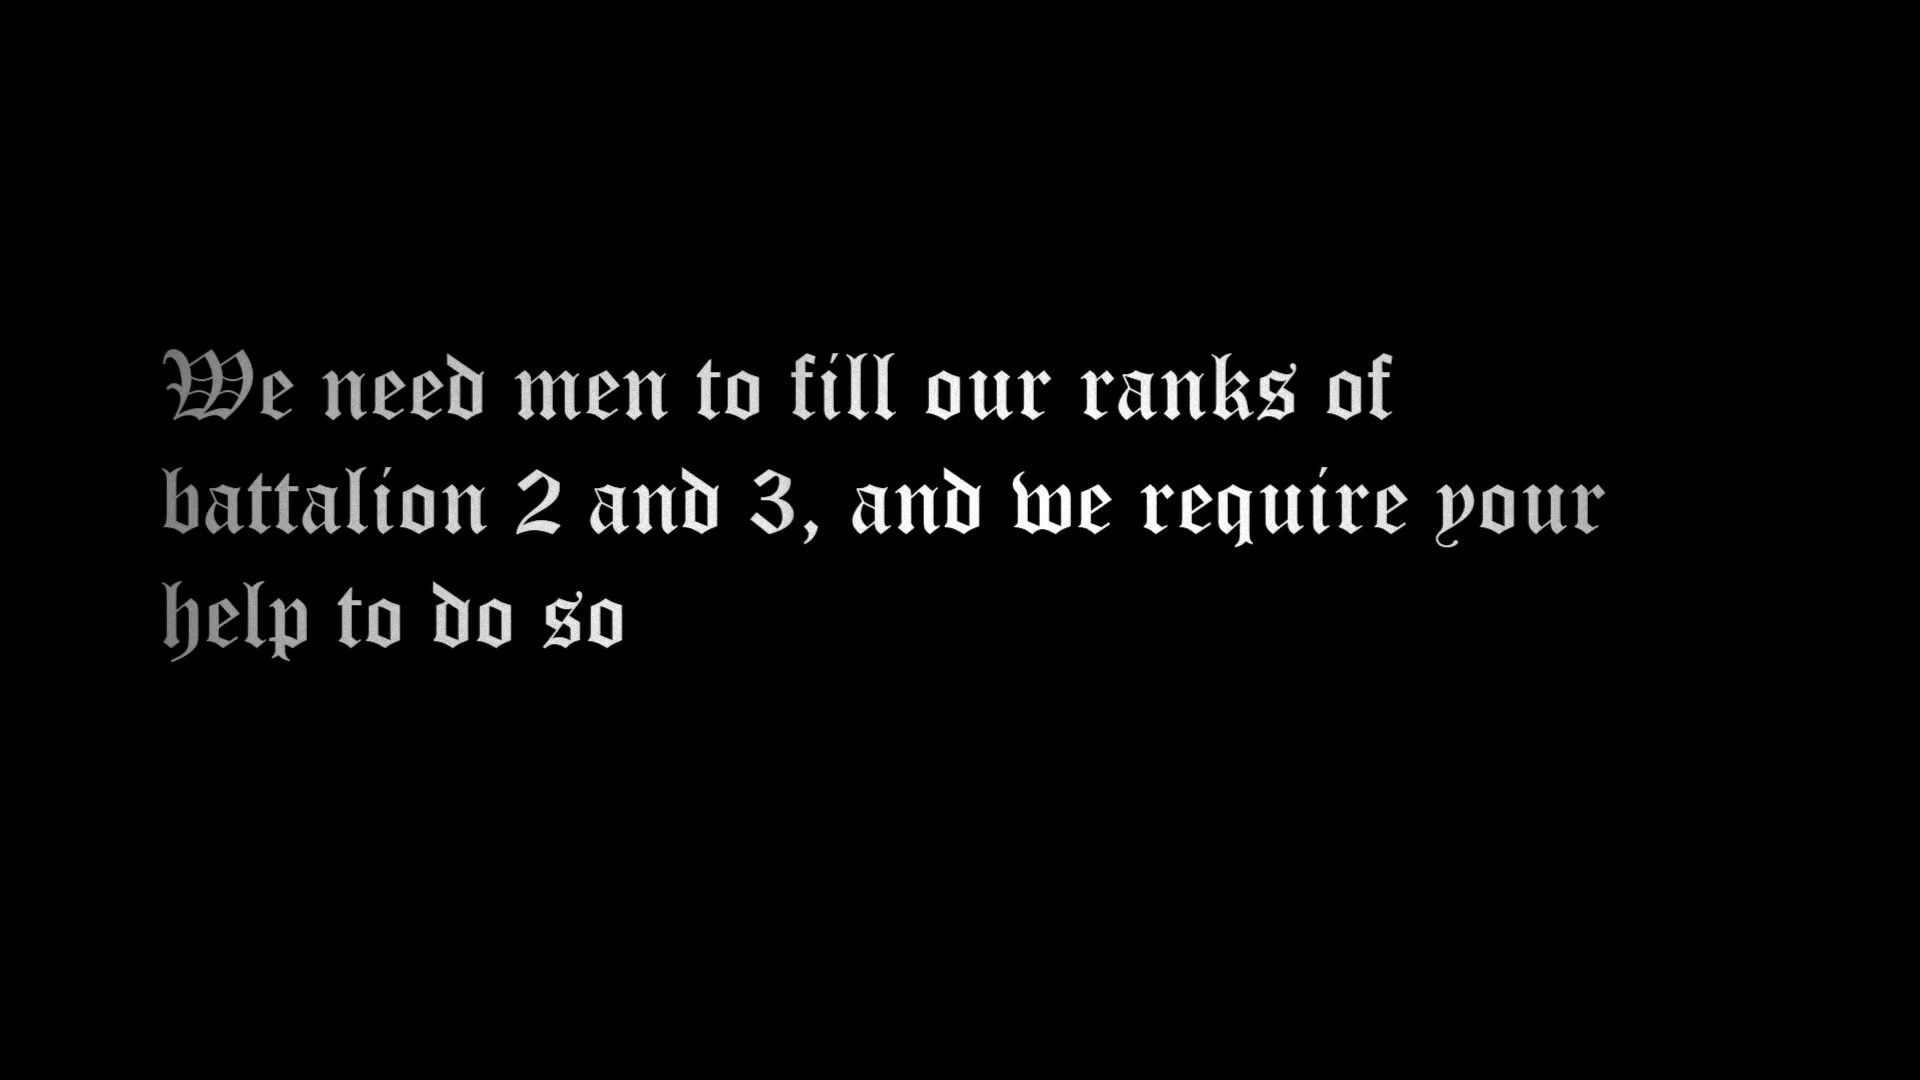 We need men to fill our ranks of
battalion 2 and 3, and we require your
help to do so